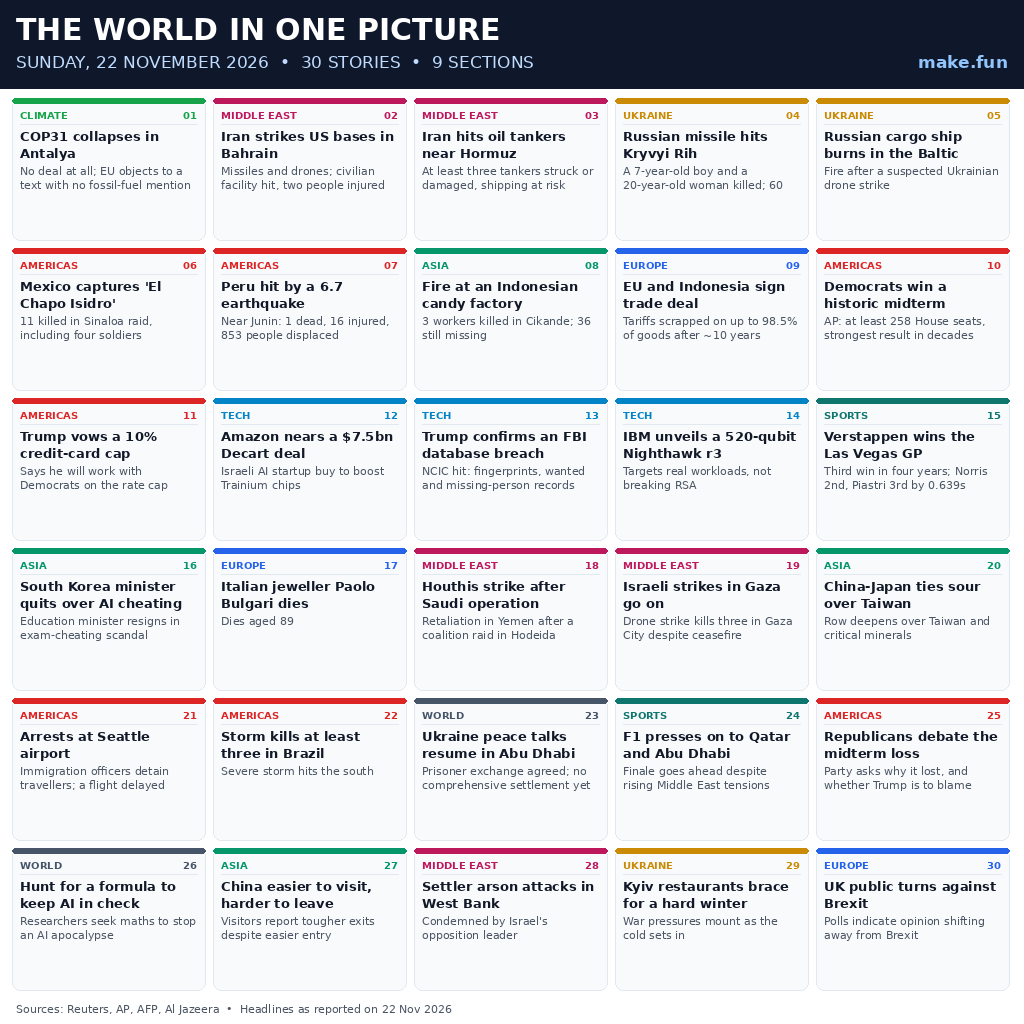 THE WORLD IN ONE PICTURE
SUNDAY, 22 NOVEMBER 2026 • 30 STORIES • 9 SECTIONS
make.fun
CLIMATE 01
COP31 collapses in
Antalya
No deal at all; EU objects to a
text with no fossil-fuel mention
MIDDLE EAST 02
Iran strikes US bases in
Bahrain
Missiles and drones; civilian
facility hit, two people injured
MIDDLE EAST 03
Iran hits oil tankers
near Hormuz
At least three tankers struck or
damaged, shipping at risk
UKRAINE 04
Russian missile hits
Kryvyi Rih
A 7-year-old boy and a
20-year-old woman killed; 60
UKRAINE 05
Russian cargo ship
burns in the Baltic
Fire after a suspected Ukrainian
drone strike
AMERICAS 06
Mexico captures 'El
Chapo Isidro'
11 killed in Sinaloa raid,
including four soldiers
AMERICAS 07
Peru hit by a 6.7
earthquake
Near Junin: 1 dead, 16 injured,
853 people displaced
ASIA 08
Fire at an Indonesian
candy factory
3 workers killed in Cikande; 36
still missing
EUROPE 09
EU and Indonesia sign
trade deal
Tariffs scrapped on up to 98.5%
of goods after ~10 years
AMERICAS 10
Democrats win a
historic midterm
AP: at least 258 House seats,
strongest result in decades
AMERICAS 11
Trump vows a 10%
credit-card cap
Says he will work with
Democrats on the rate cap
TECH 12
Amazon nears a $7.5bn
Decart deal
Israeli AI startup buy to boost
Trainium chips
TECH 13
Trump confirms an FBI
database breach
NCIC hit: fingerprints, wanted
and missing-person records
TECH 14
IBM unveils a 520-qubit
Nighthawk r3
Targets real workloads, not
breaking RSA
SPORTS 15
Verstappen wins the
Las Vegas GP
Third win in four years; Norris
2nd, Piastri 3rd by 0.639s
ASIA 16
South Korea minister
quits over AI cheating
Education minister resigns in
exam-cheating scandal
EUROPE 17
Italian jeweller Paolo
Bulgari dies
Dies aged 89
MIDDLE EAST 18
Houthis strike after
Saudi operation
Retaliation in Yemen after a
coalition raid in Hodeida
MIDDLE EAST 19
Israeli strikes in Gaza
go on
Drone strike kills three in Gaza
City despite ceasefire
ASIA 20
China-Japan ties sour
over Taiwan
Row deepens over Taiwan and
critical minerals
AMERICAS 21
Arrests at Seattle
airport
Immigration officers detain
travellers; a flight delayed
AMERICAS 22
Storm kills at least
three in Brazil
Severe storm hits the south
WORLD 23
Ukraine peace talks
resume in Abu Dhabi
Prisoner exchange agreed; no
comprehensive settlement yet
SPORTS 24
F1 presses on to Qatar
and Abu Dhabi
Finale goes ahead despite
rising Middle East tensions
AMERICAS 25
Republicans debate the
midterm loss
Party asks why it lost, and
whether Trump is to blame
WORLD 26
Hunt for a formula to
keep AI in check
Researchers seek maths to stop
an AI apocalypse
ASIA 27
China easier to visit,
harder to leave
Visitors report tougher exits
despite easier entry
MIDDLE EAST 28
Settler arson attacks in
West Bank
Condemned by Israel's
opposition leader
UKRAINE 29
Kyiv restaurants brace
for a hard winter
War pressures mount as the
cold sets in
EUROPE 30
UK public turns against
Brexit
Polls indicate opinion shifting
away from Brexit
Sources: Reuters, AP, AFP, Al Jazeera • Headlines as reported on 22 Nov 2026